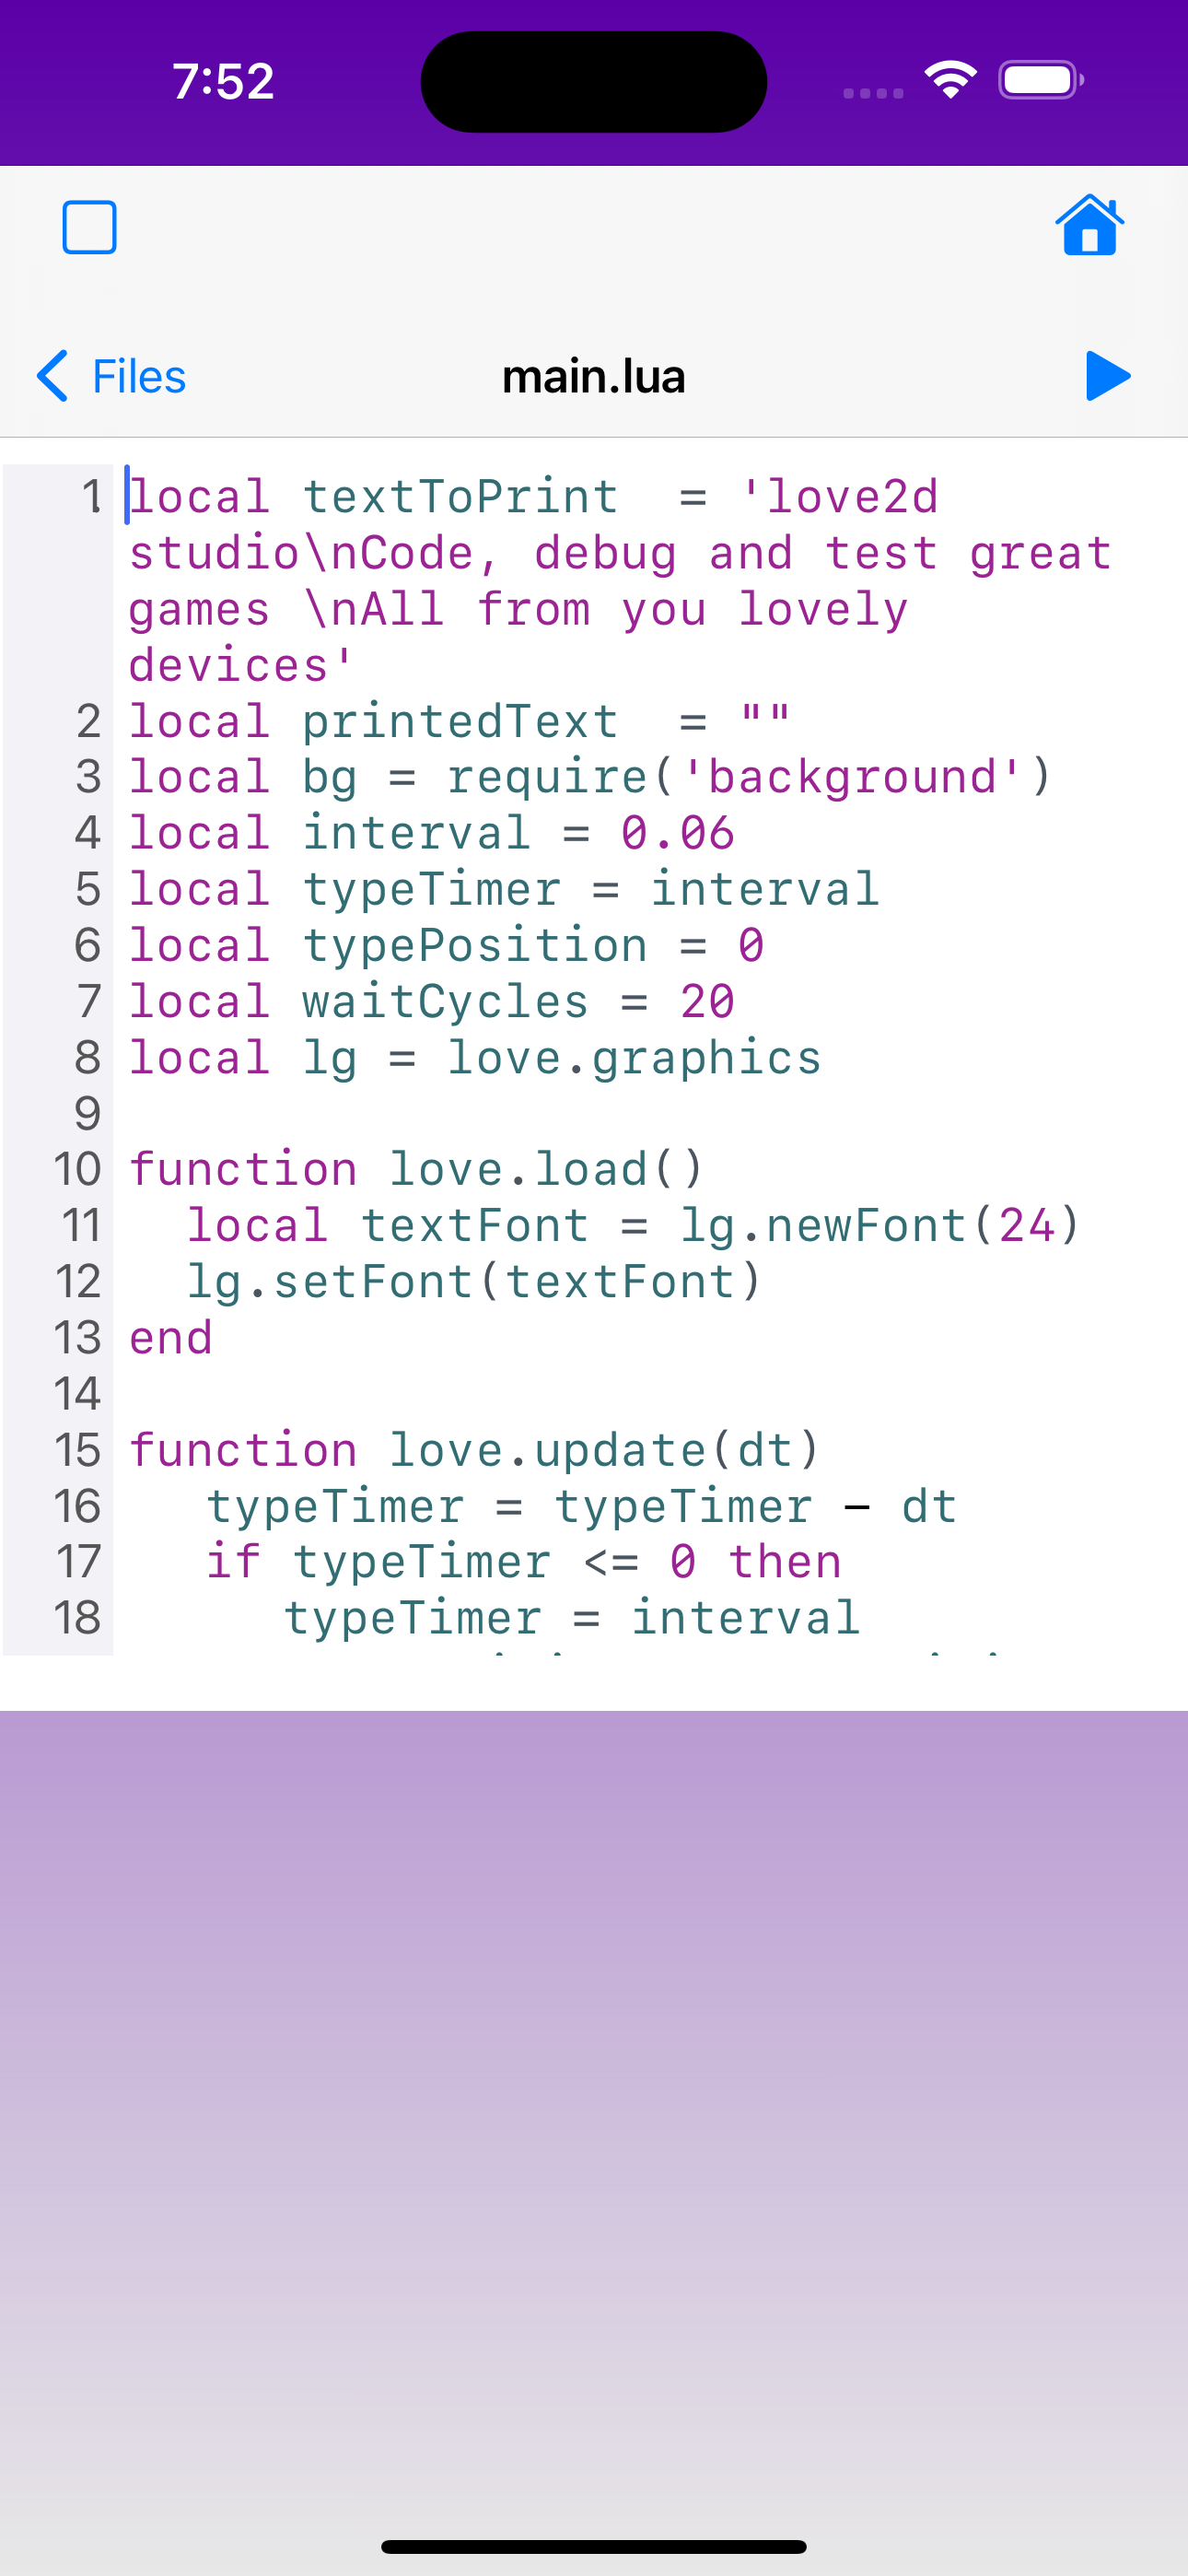 7:52
Files
main.lua
1 local textToPrint  = 'love2d
studio\nCode, debug and test great
games \nAll from you lovely
devices'
2 local printedText  = ""
3 local bg = require('background')
4 local interval = 0.06
5 local typeTimer = interval
6 local typePosition = 0
7 local waitCycles = 20
8 local lg = love.graphics
9
10 function love.load()
11   local textFont = lg.newFont(24)
12   lg.setFont(textFont)
13 end
14
15 function love.update(dt)
16    typeTimer = typeTimer - dt
17    if typeTimer <= 0 then
18        typeTimer = interval